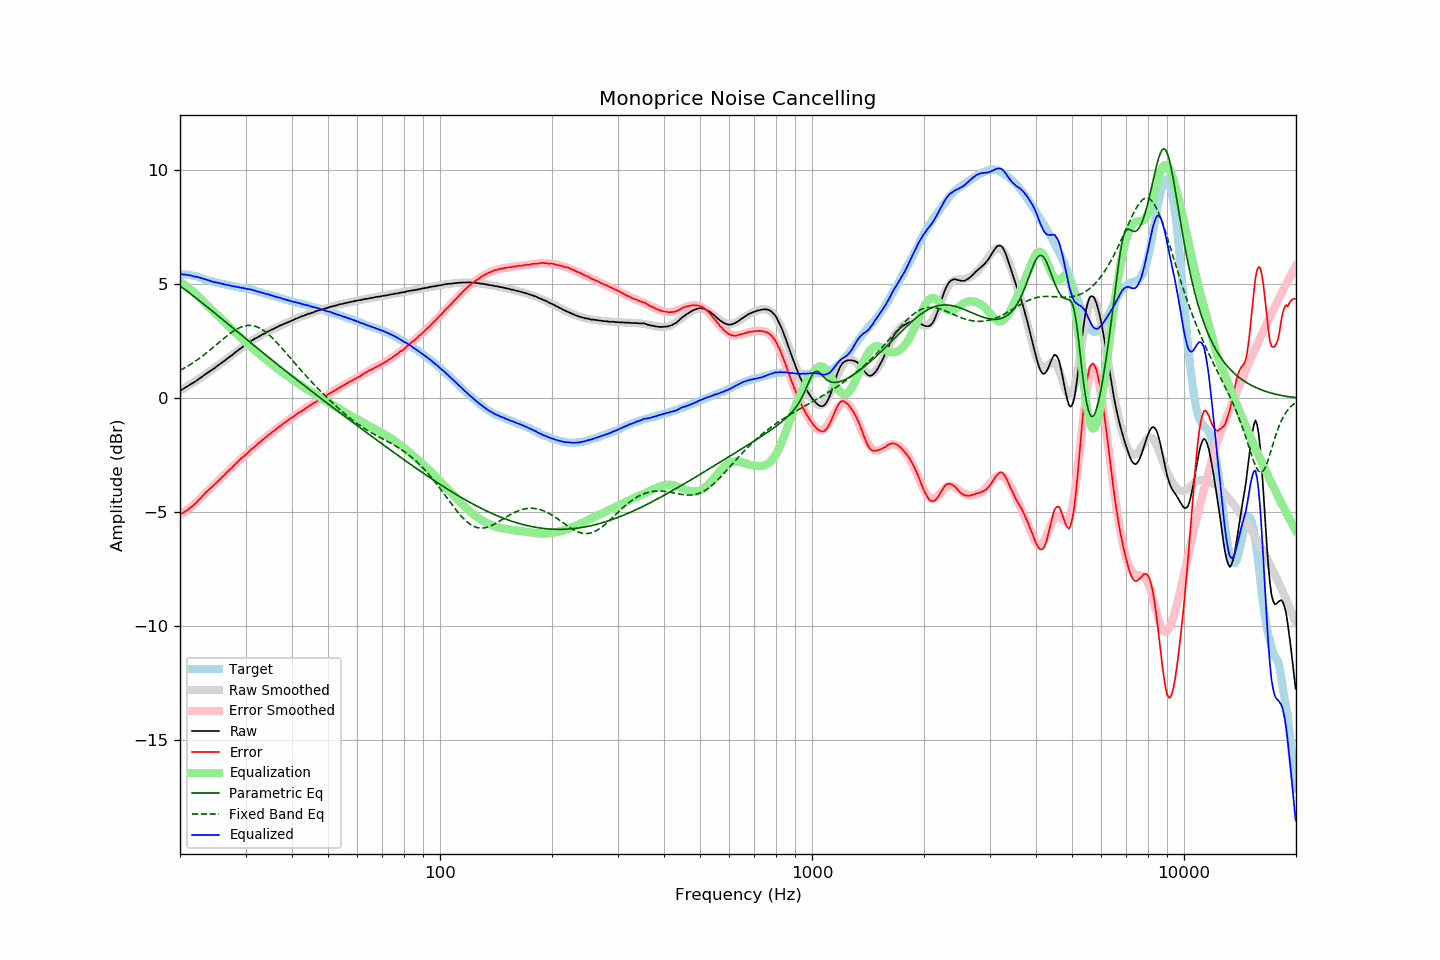 Monoprice Noise Cancelling
Amplitude (dBr)
10
5
0
−5
−10
−15
Target
Raw Smoothed
Error Smoothed
Raw
Error
Equalization
Parametric Eq
Fixed Band Eq
Equalized
100 1000 10000
Frequency (Hz)